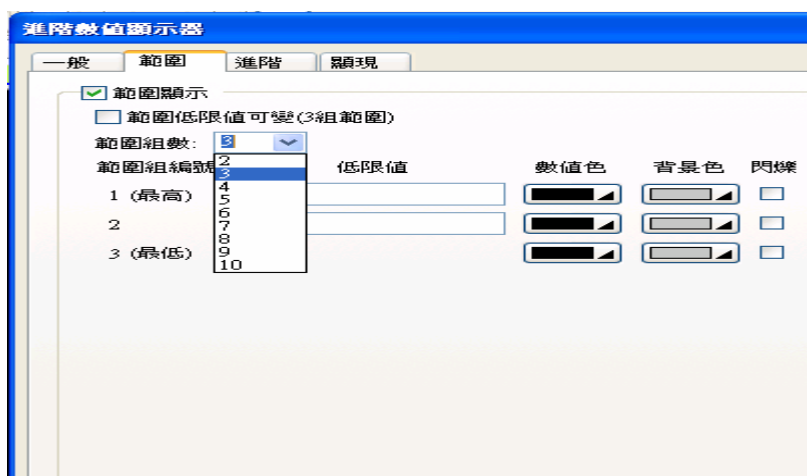 進階數值顯示器
一般 範圍 進階 顯現
範圍顯示
範圍低限值可變(3組範圍)
範圍組數: 3
範圍組編號 低限值 數值色 背景色 閃爍
2
3
4
5
6
7
8
9
10
1 (最高)
2
3 (最低)